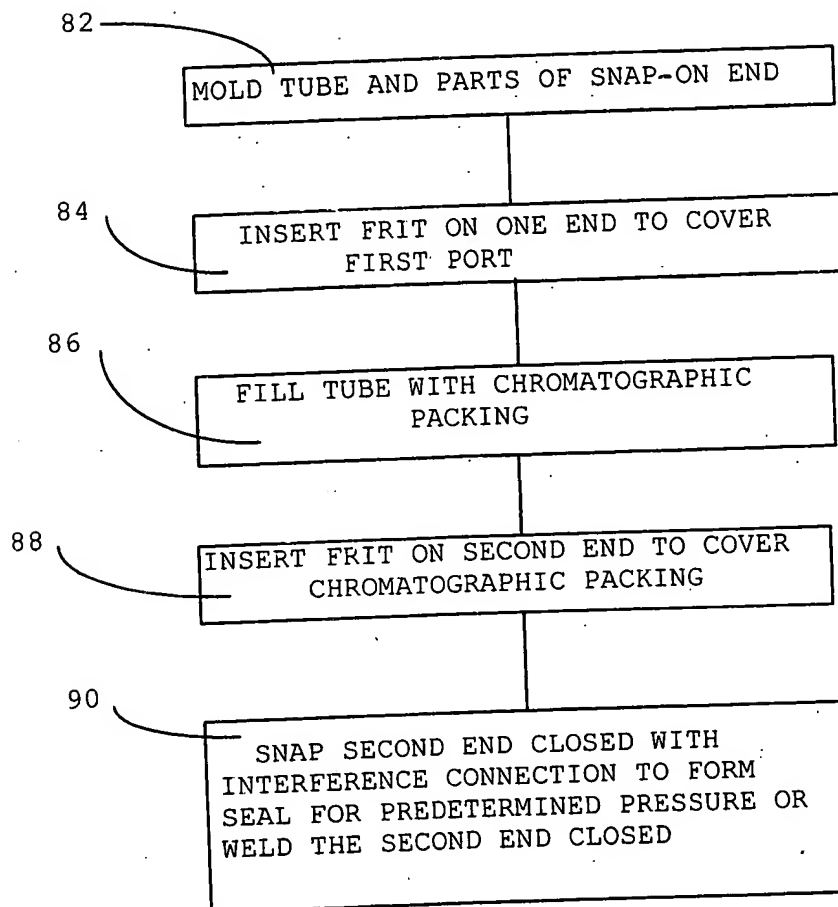 82
MOLD TUBE AND PARTS OF SNAP-ON END
84
INSERT FRIT ON ONE END TO COVER
FIRST PORT
86
FILL TUBE WITH CHROMATOGRAPHIC
PACKING
88
INSERT FRIT ON SECOND END TO COVER
CHROMATOGRAPHIC PACKING
90
SNAP SECOND END CLOSED WITH
INTERFERENCE CONNECTION TO FORM
SEAL FOR PREDETERMINED PRESSURE OR
WELD THE SECOND END CLOSED